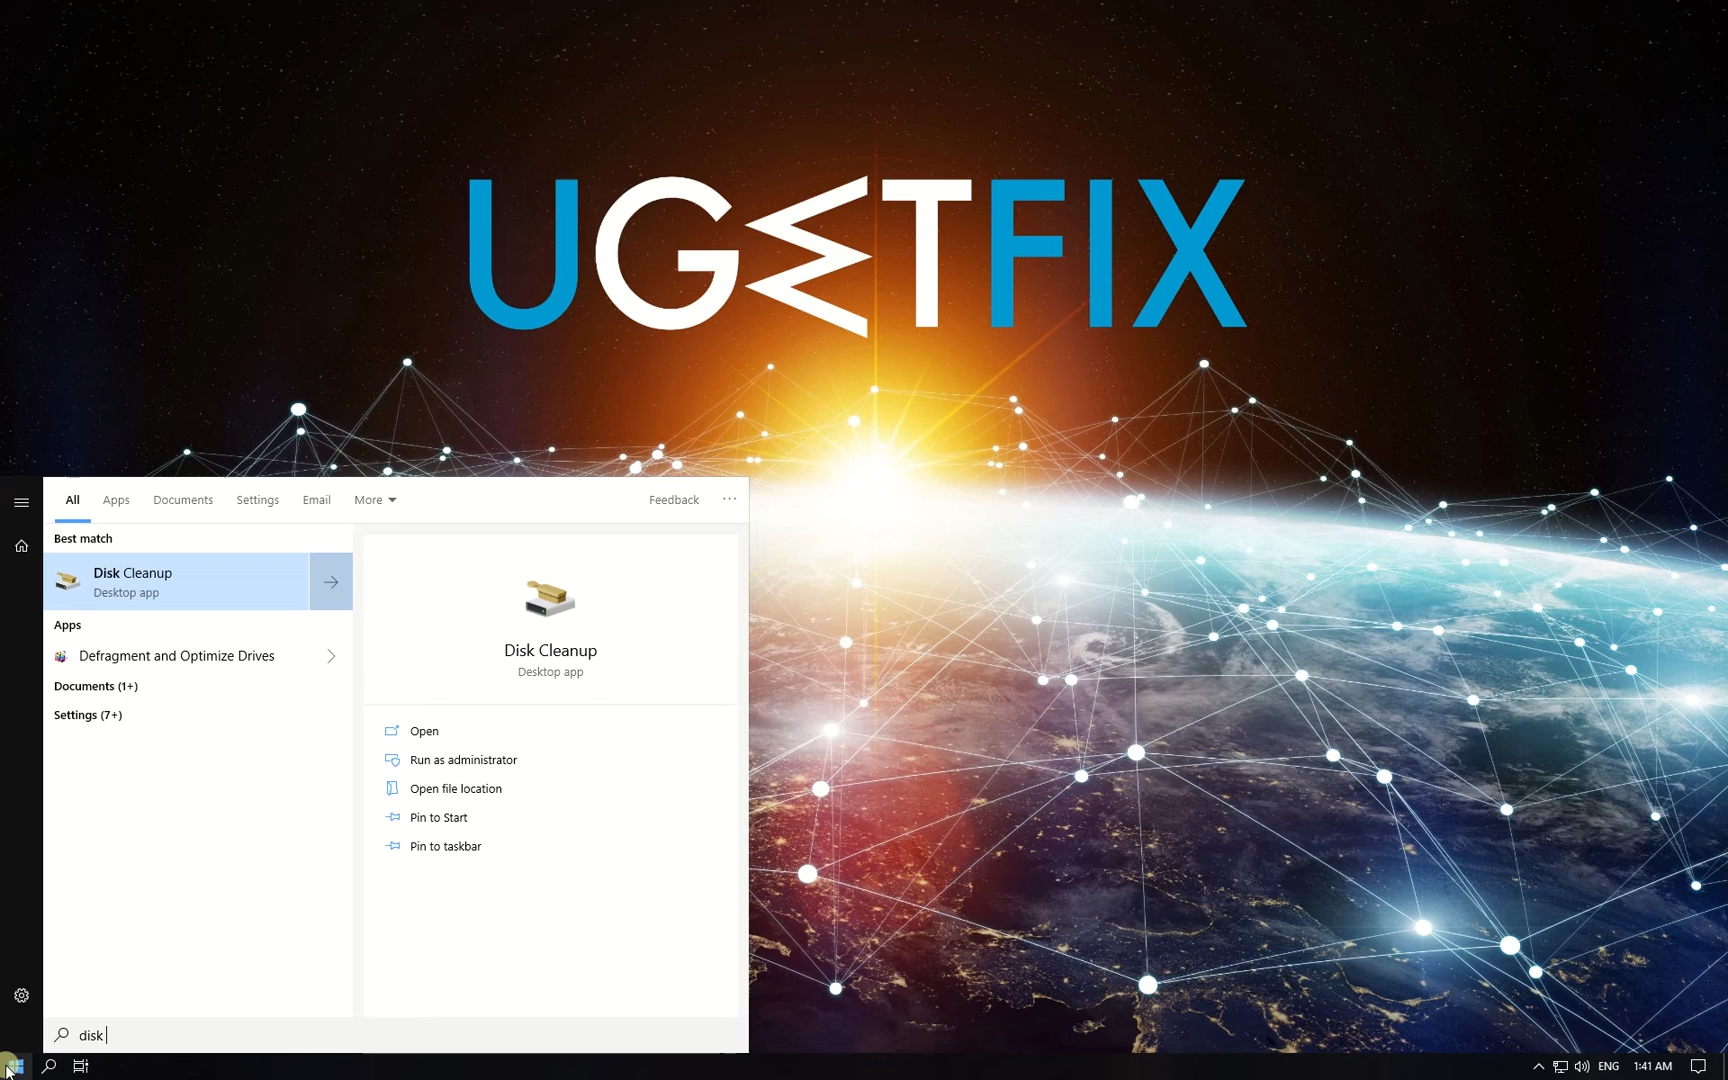 UGETFIX
All Apps Documents Settings Email More Feedback ...
Best match
Disk Cleanup
Desktop app
Apps
Defragment and Optimize Drives
Documents (1+)
Settings (7+)
Disk Cleanup
Desktop app
Open
Run as administrator
Open file location
Pin to Start
Pin to taskbar
disk
ENG 1:41 AM